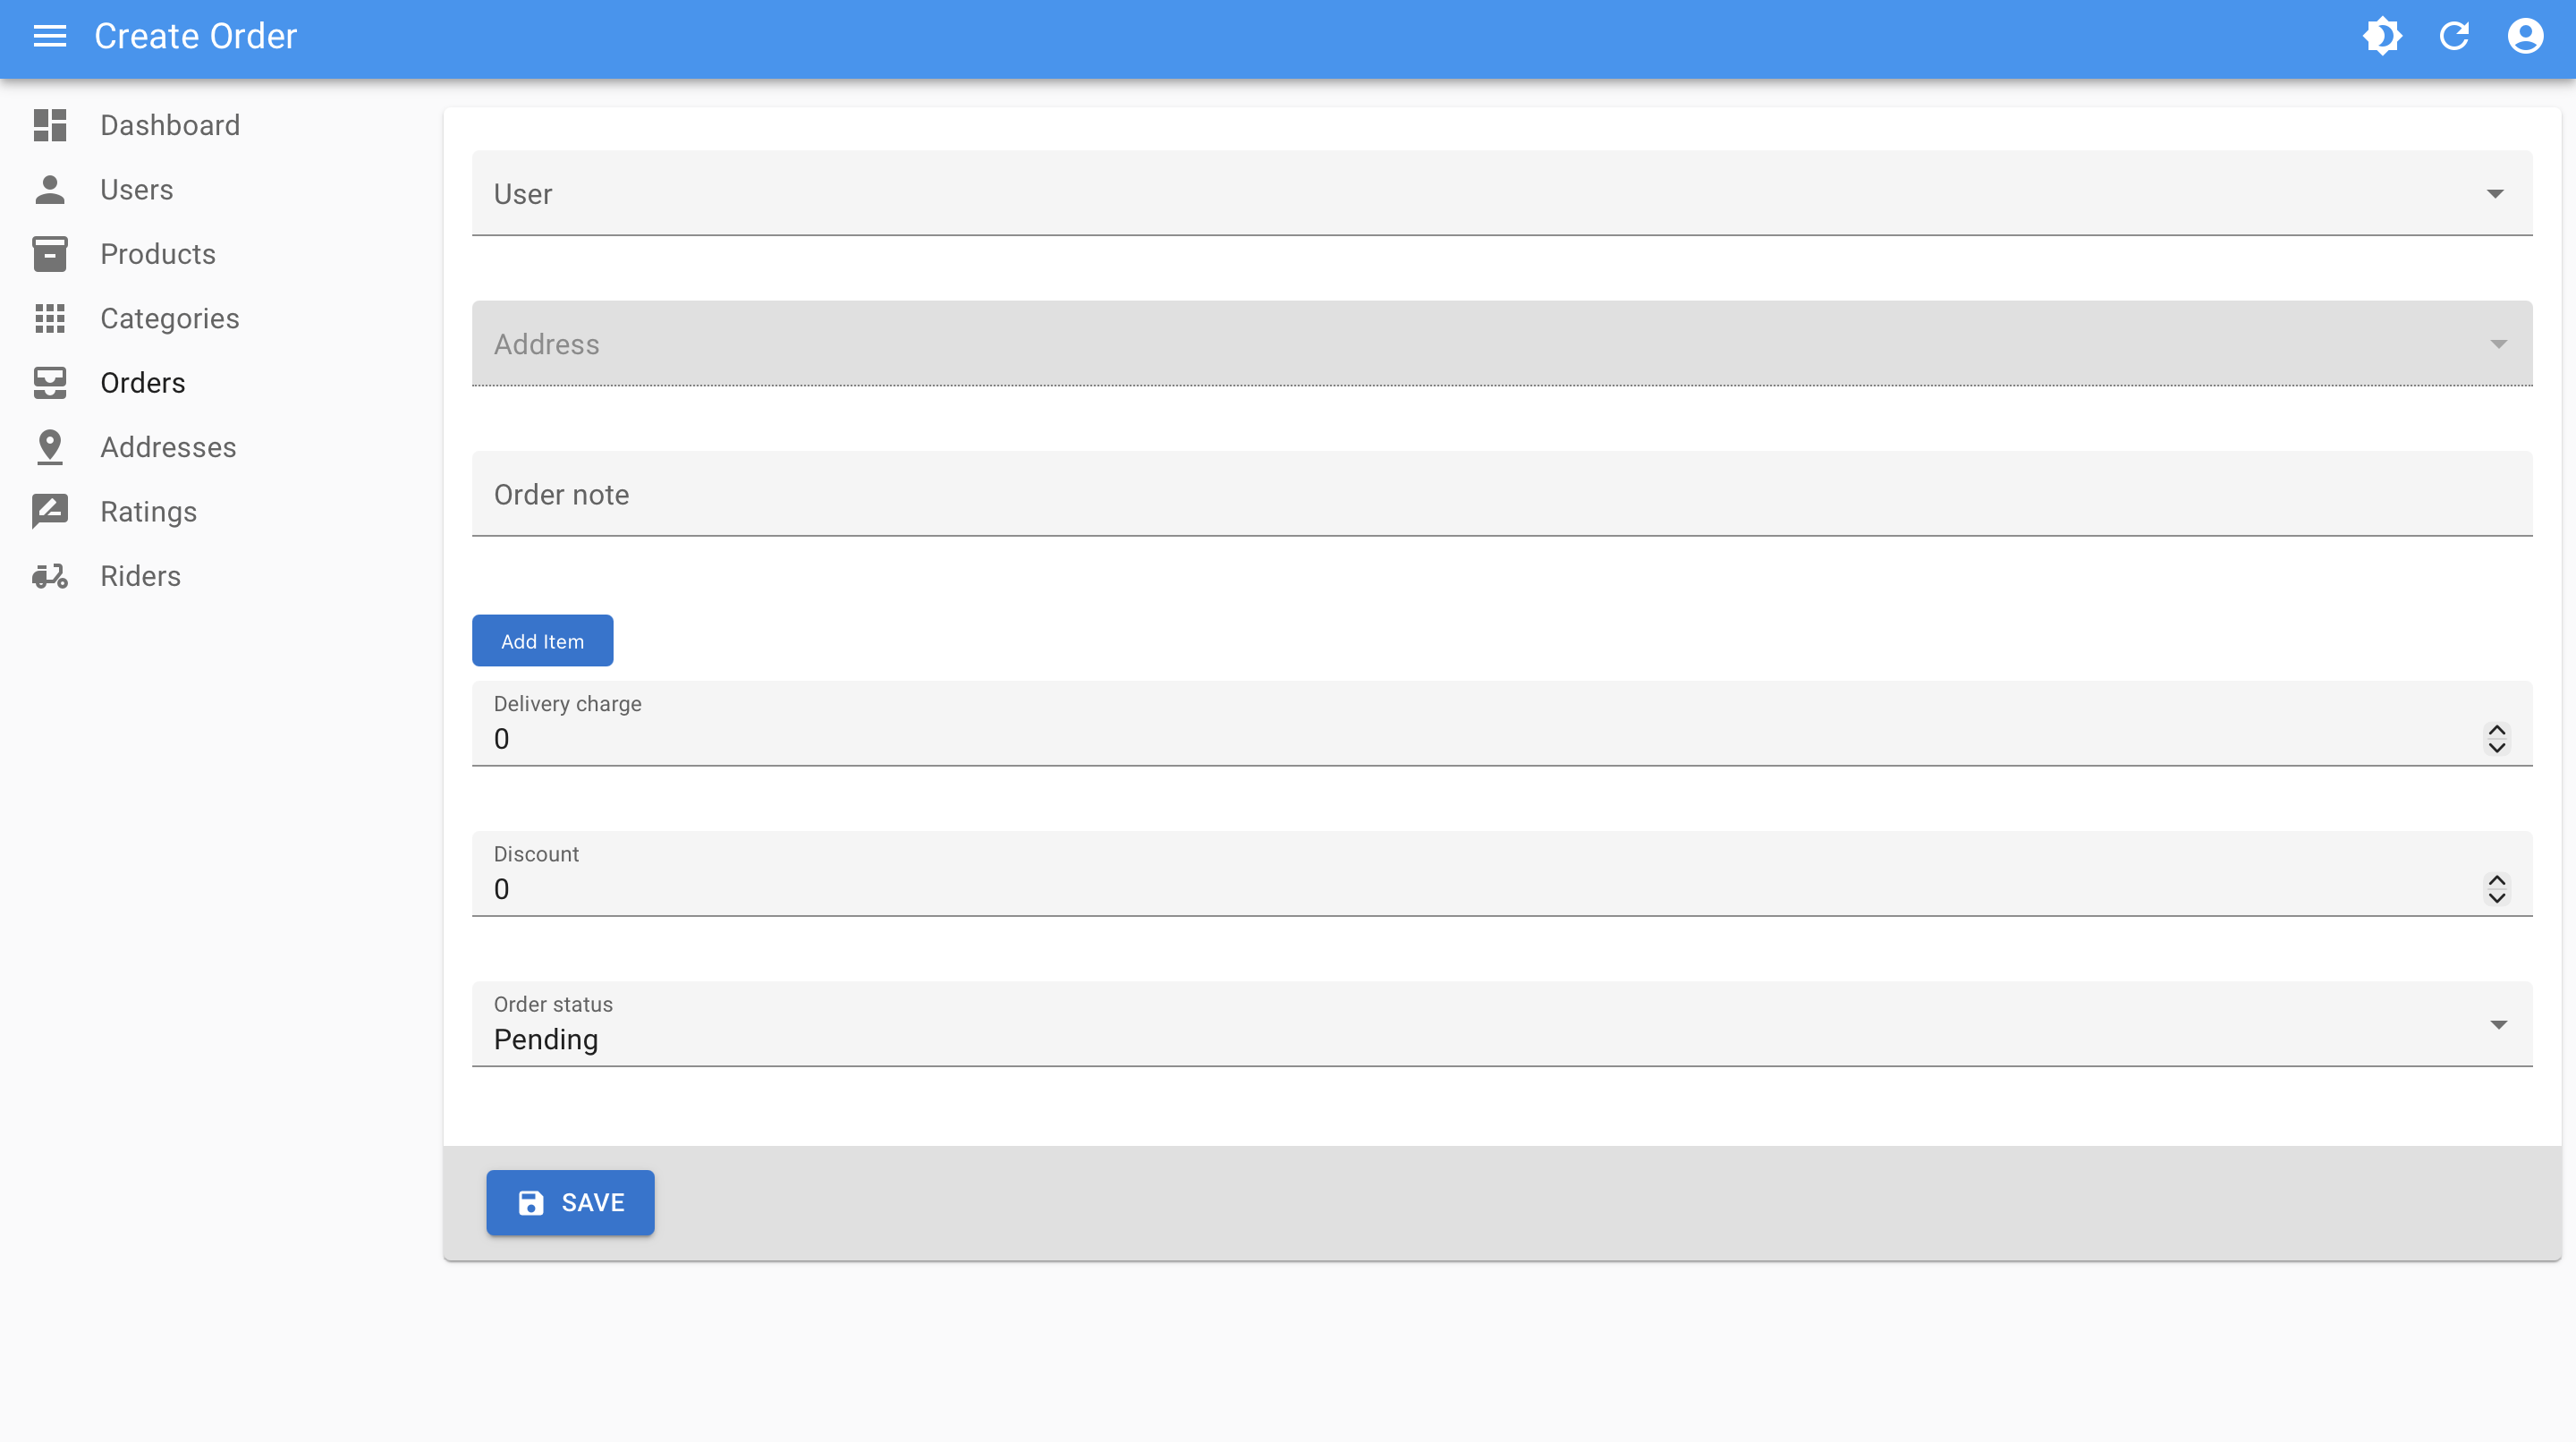 Create Order
Dashboard
Users
Products
Categories
Orders
Addresses
Ratings
Riders
User
Address
Order note
Add Item
Delivery charge
0
Discount
0
Order status
Pending
SAVE